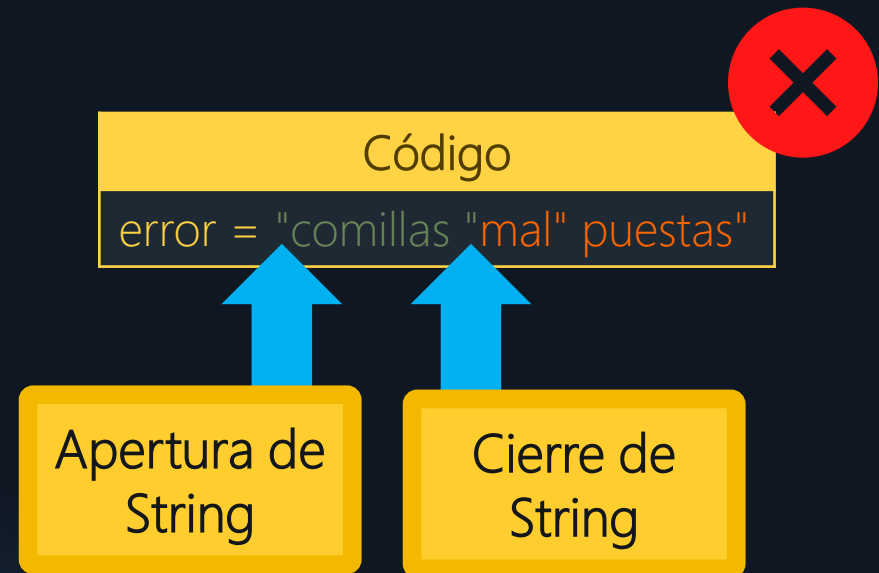 Código
error = "comillas "mal" puestas"
Apertura de
String
Cierre de
String